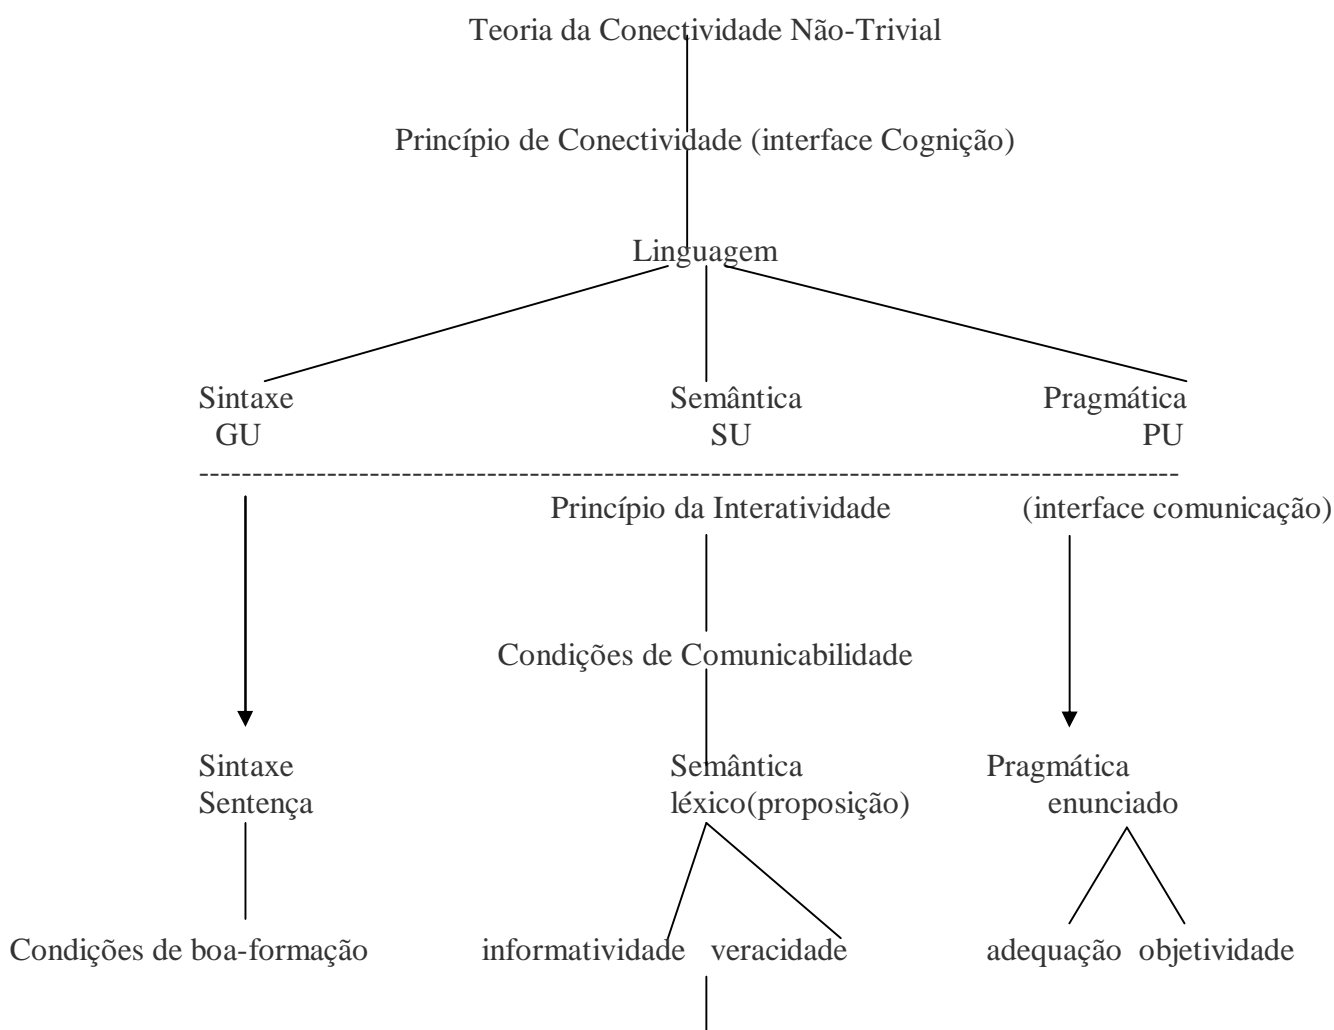 Teoria da Conectividade Não-Trivial
Princípio de Conectividade (interface Cognição)
Linguagem
Sintaxe Semântica Pragmática
GU SU PU
------------------------------------------------------------------------------------------
Princípio da Interatividade (interface comunicação)
Condições de Comunicabilidade
Sintaxe Semântica Pragmática
Sentença léxico(proposição) enunciado
Condições de boa-formação informatividade veracidade adequação objetividade